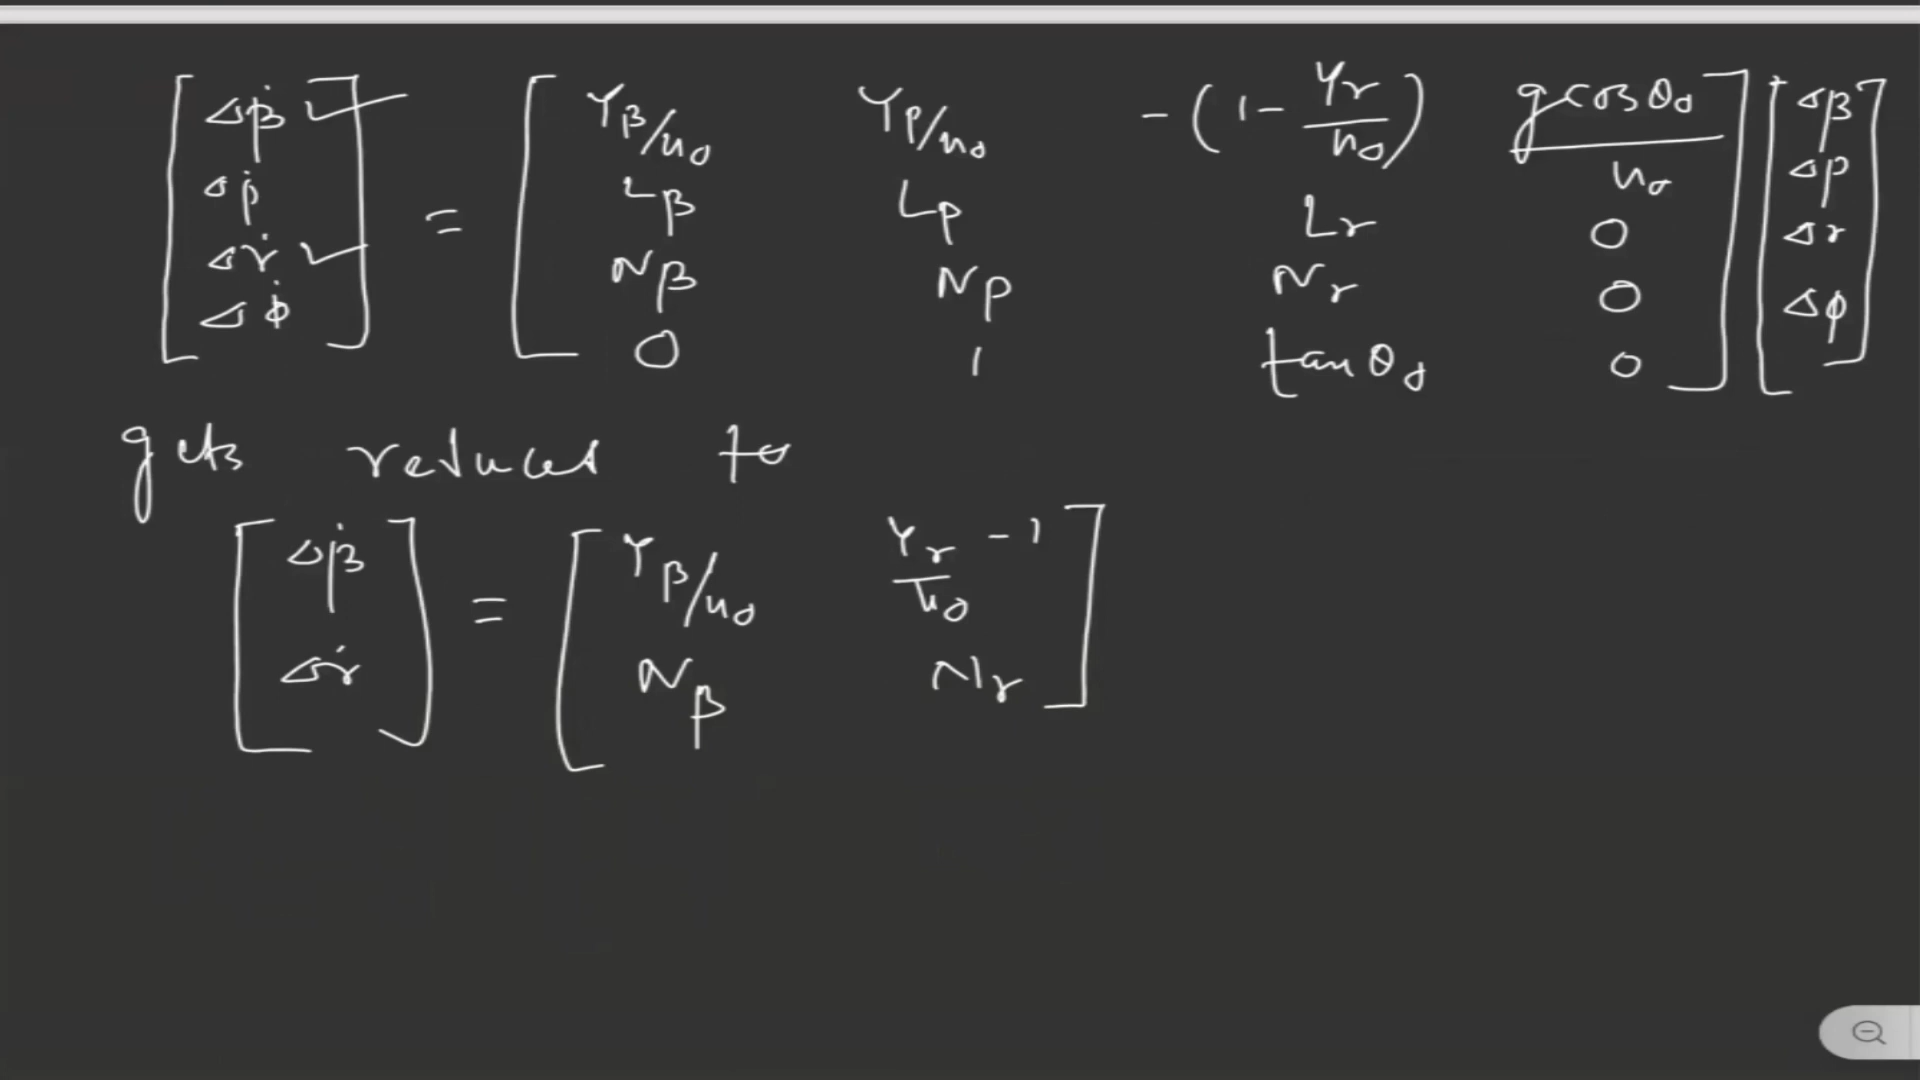 [Δβ̇ ✓ = [Yβ/u₀ Yp/u₀ -(1 - Yr/u₀) g cos θ₀/u₀] [Δβ]
Δṗ Lβ Lp Lr 0 Δp
Δṙ ✓ Nβ Np Nr 0 Δr
Δφ̇] 0 1 tan θ₀ 0] Δφ]
gets reduced to
[Δβ̇ = [Yβ/u₀ Yr/u₀ - 1
Δṙ] Nβ Nr]